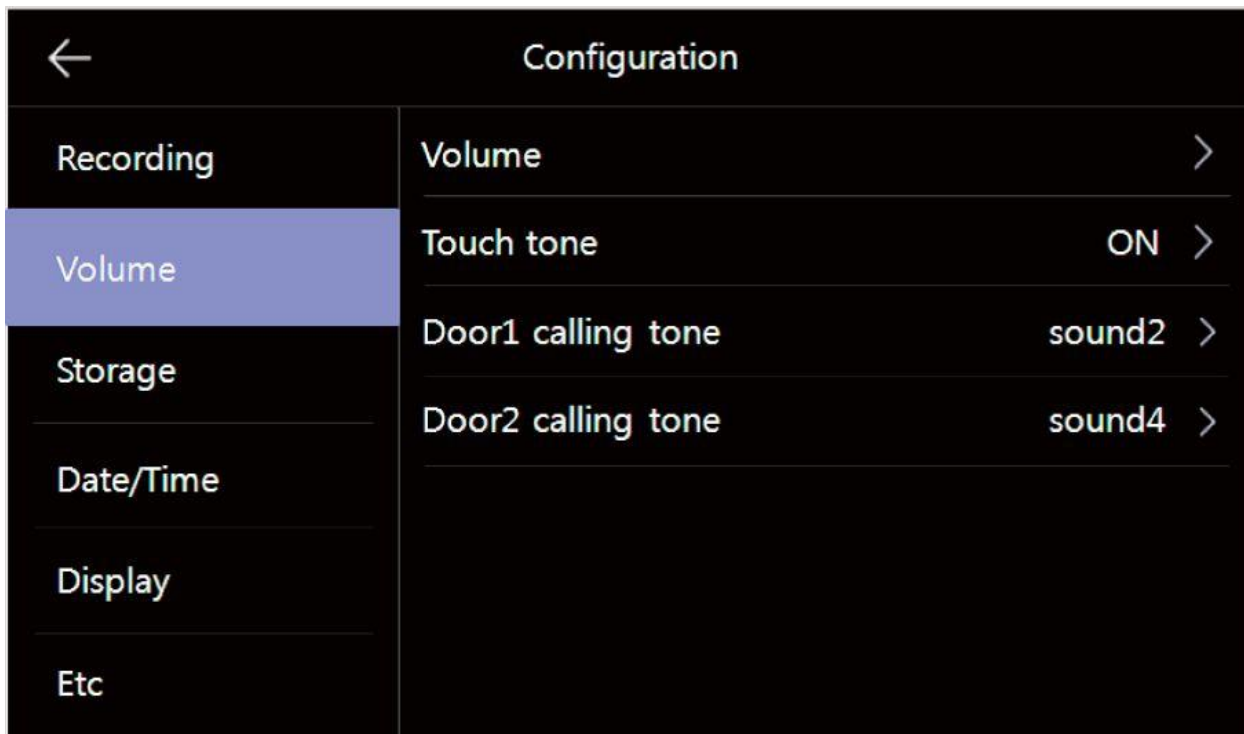 Configuration
Recording
Volume
Storage
Date/Time
Display
Etc
Volume
Touch tone ON
Door1 calling tone sound2
Door2 calling tone sound4